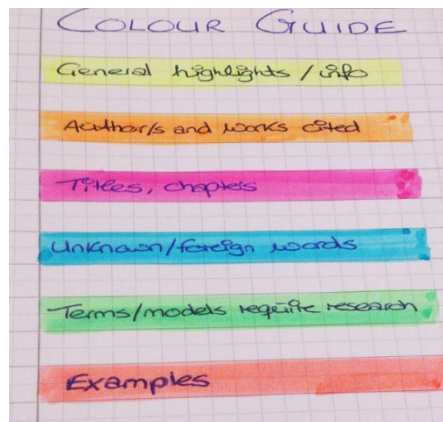 COLOUR GUIDE
General highlights / info
Author/s and works cited
Titles, chapters
Unknown/foreign words
Terms/models require research
Examples